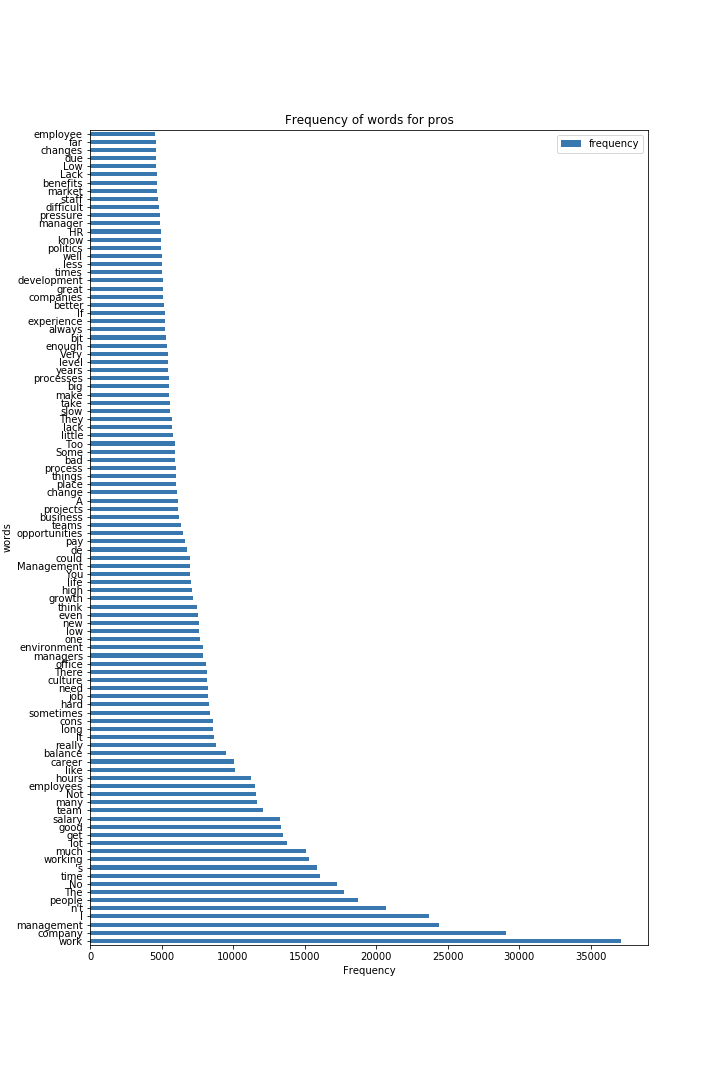 Frequency of words for pros
frequency
employee
far
changes
due
Low
Lack
benefits
market
staff
difficult
pressure
manager
HR
know
politics
well
less
times
development
great
companies
better
If
experience
always
bit
enough
Very
level
years
processes
big
make
take
slow
They
lack
little
Too
Some
bad
process
things
place
change
A
projects
business
teams
opportunities
pay
de
could
Management
You
life
high
growth
think
even
new
low
one
environment
managers
office
There
culture
need
job
hard
sometimes
cons
long
It
really
balance
career
like
hours
employees
Not
many
team
salary
good
get
lot
much
working
's
time
No
The
people
n't
I
management
company
work
words
0 5000 10000 15000 20000 25000 30000 35000
Frequency